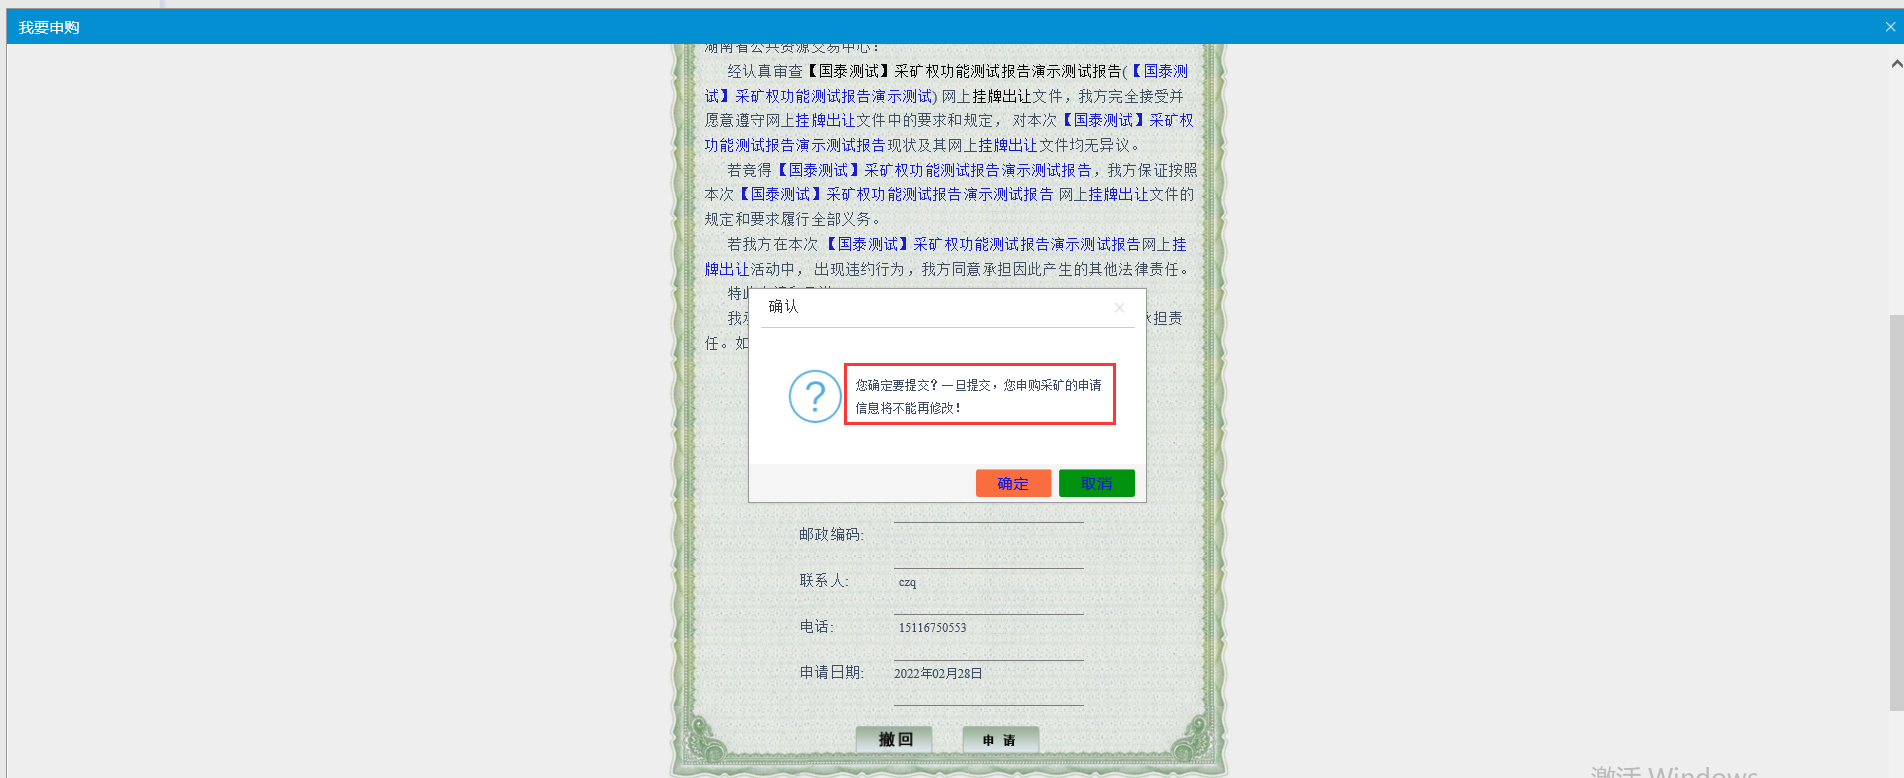 我要申购
湖南省公共资源交易中心：
经认真审查【国泰测试】采矿权功能测试报告演示测试报告(【国泰测
试】采矿权功能测试报告演示测试) 网上挂牌出让文件，我方完全接受并
愿意遵守网上挂牌出让文件中的要求和规定， 对本次【国泰测试】采矿权
功能测试报告演示测试报告现状及其网上挂牌出让文件均无异议。
若竞得【国泰测试】采矿权功能测试报告演示测试报告，我方保证按照
本次【国泰测试】采矿权功能测试报告演示测试报告 网上挂牌出让文件的
规定和要求履行全部义务。
若我方在本次 【国泰测试】采矿权功能测试报告演示测试报告网上挂
牌出让活动中， 出现违约行为，我方同意承担因此产生的其他法律责任。
特此
确认
我
担责
任。如
您确定要提交？一旦提交，您申购采矿的申请
信息将不能再修改！
确定 取消
邮政编码:
联系人: czq
电话: 15116750553
申请日期: 2022年02月28日
撤回 申 请
激活 Windows